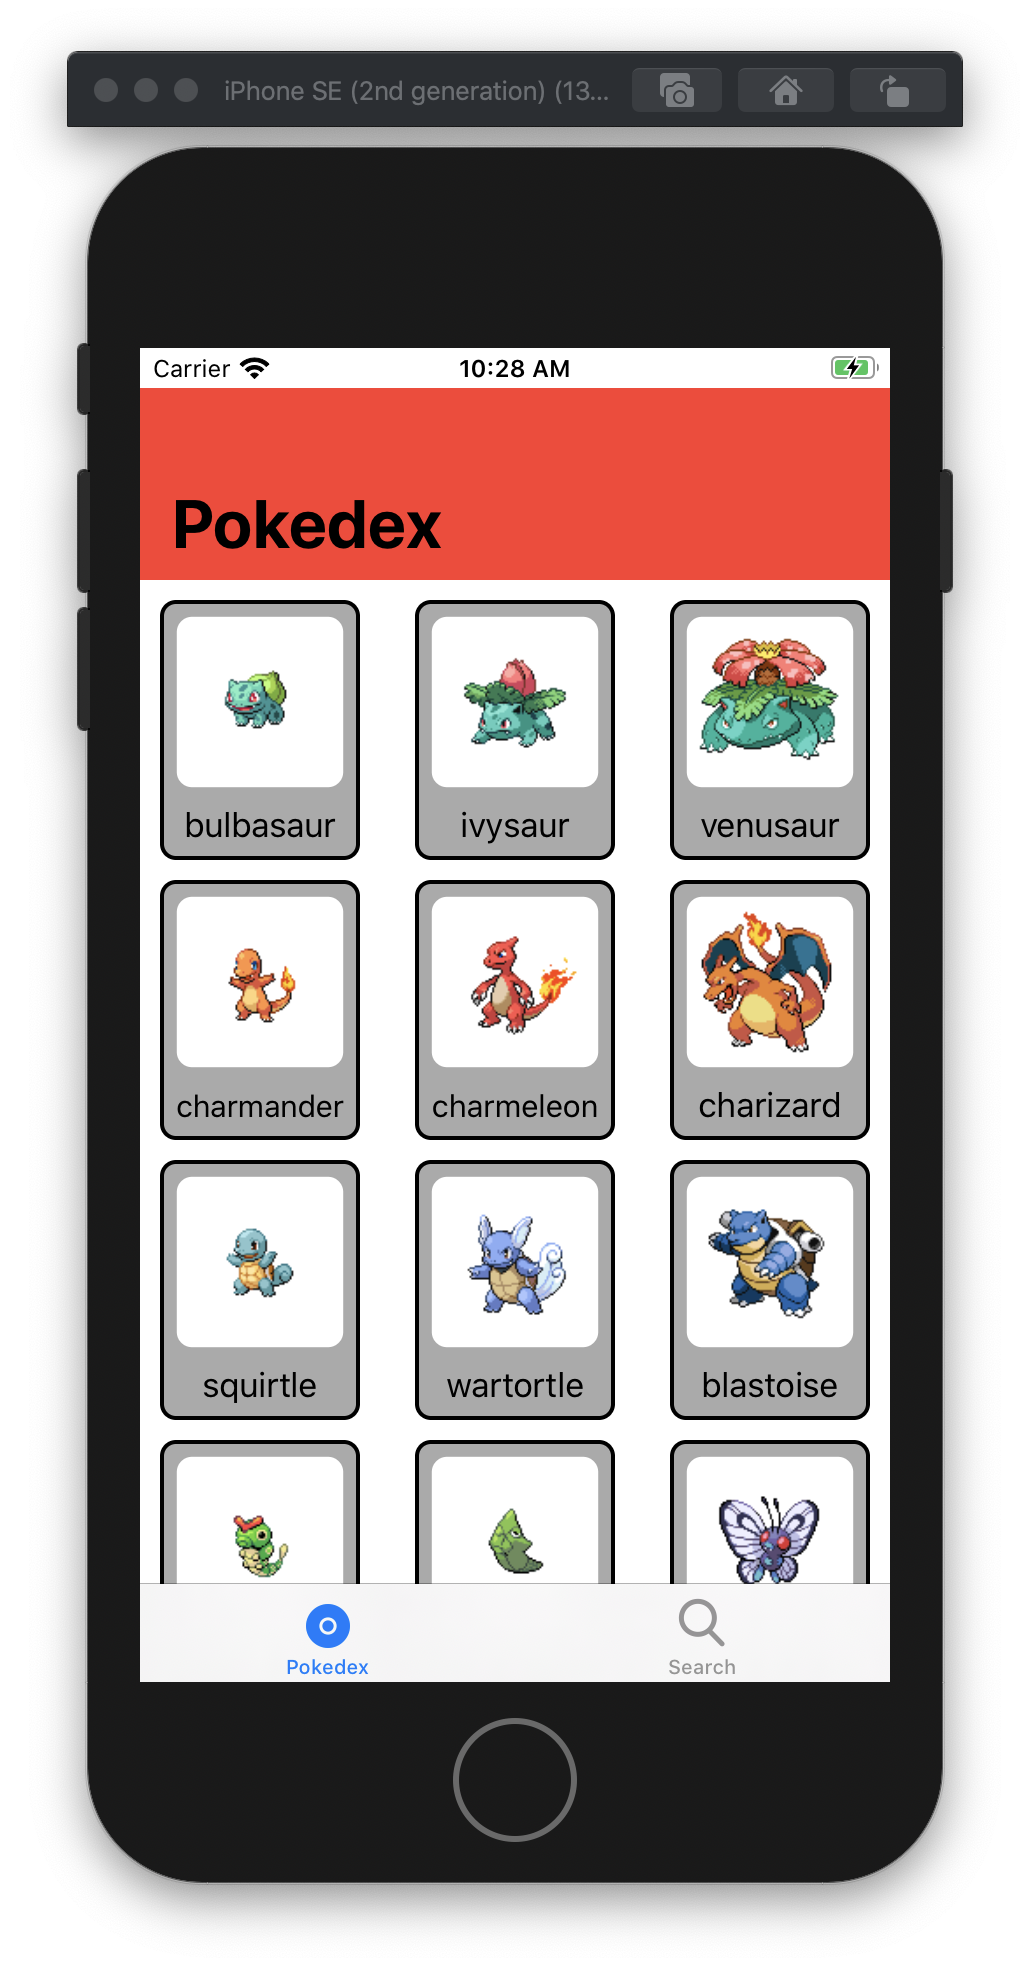 iPhone SE (2nd generation) (13...
Carrier 10:28 AM
Pokedex
bulbasaur ivysaur venusaur
charmander charmeleon charizard
squirtle wartortle blastoise
Pokedex Search